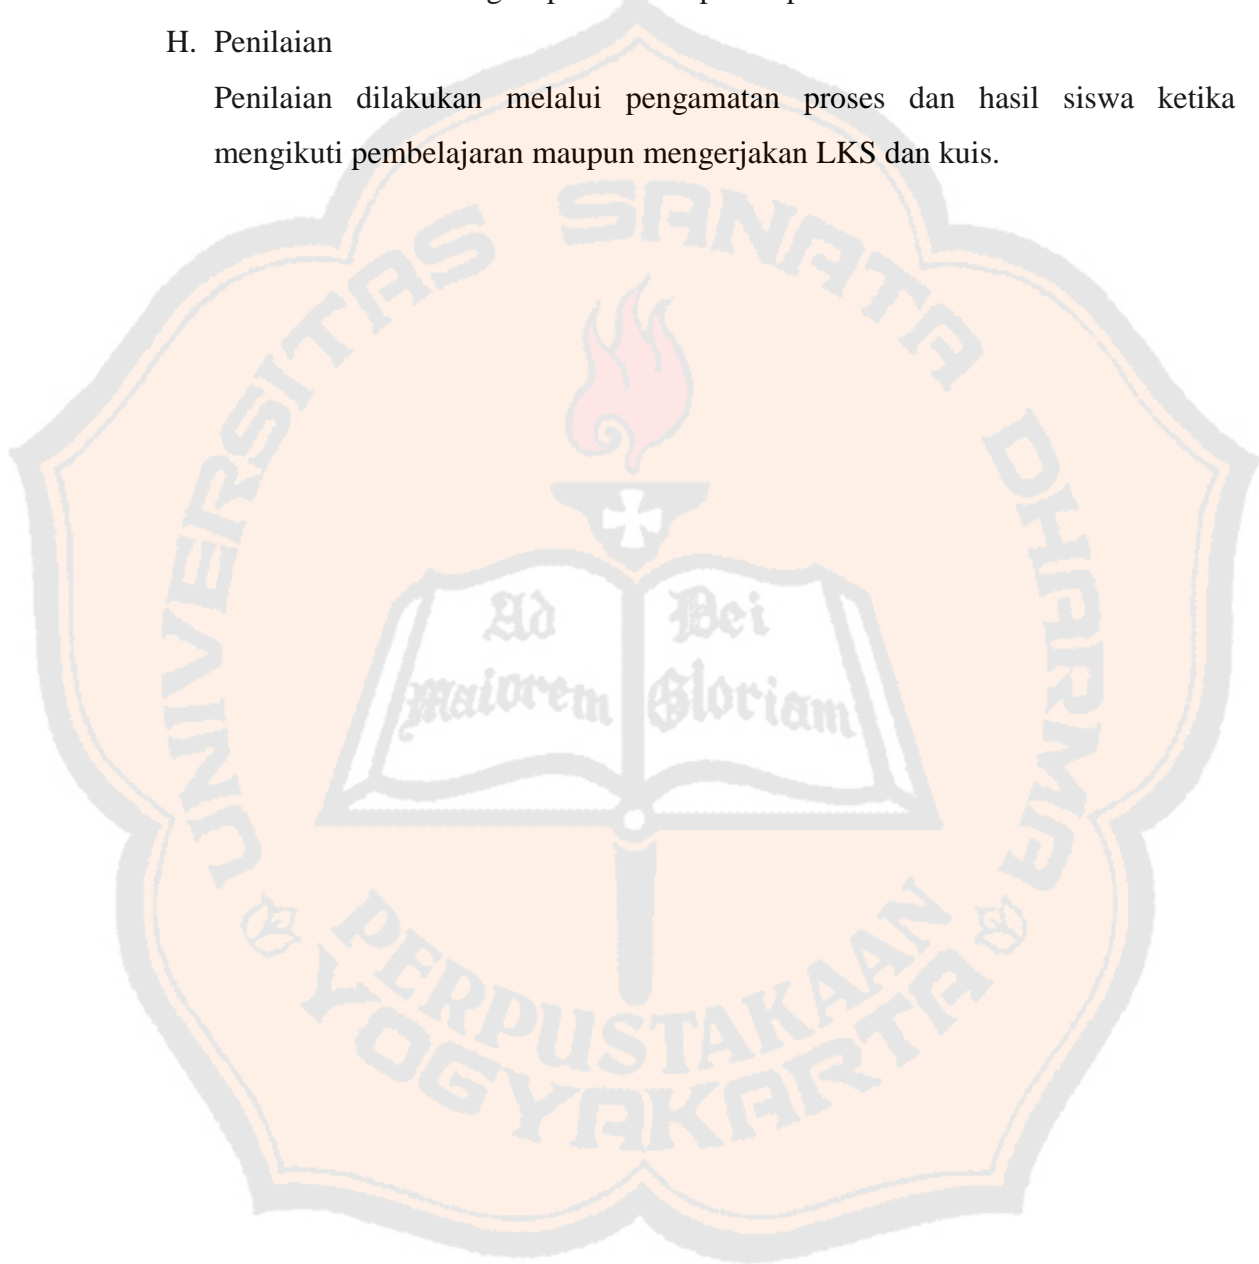 H. Penilaian
Penilaian dilakukan melalui pengamatan proses dan hasil siswa ketika
mengikuti pembelajaran maupun mengerjakan LKS dan kuis.
UNIVERSITAS SANATA DHARMA
Ad Dei
Maiorem Gloriam
PERPUSTAKAAN
YOGYAKARTA